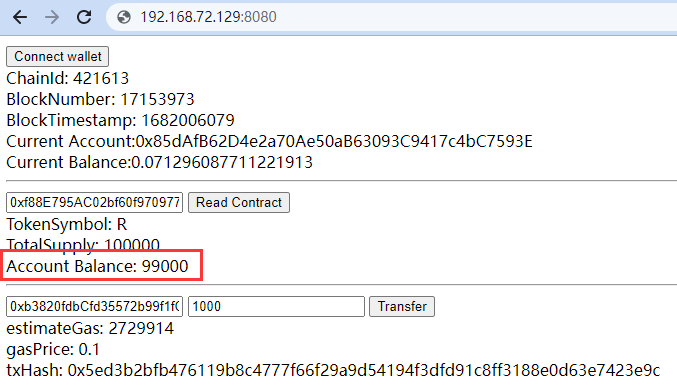 192.168.72.129:8080
Connect wallet
ChainId: 421613
BlockNumber: 17153973
BlockTimestamp: 1682006079
Current Account:0x85dAfB62D4e2a70Ae50aB63093C9417c4bC7593E
Current Balance:0.071296087711221913
0xf88E795AC02bf60f970977 Read Contract
TokenSymbol: R
TotalSupply: 100000
Account Balance: 99000
0xb3820fdbCfd35572b99f1f0 1000 Transfer
estimateGas: 2729914
gasPrice: 0.1
txHash: 0x5ed3b2bfb476119b8c4777f66f29a9d54194f3dfd91c8ff3188e0d63e7423e9c